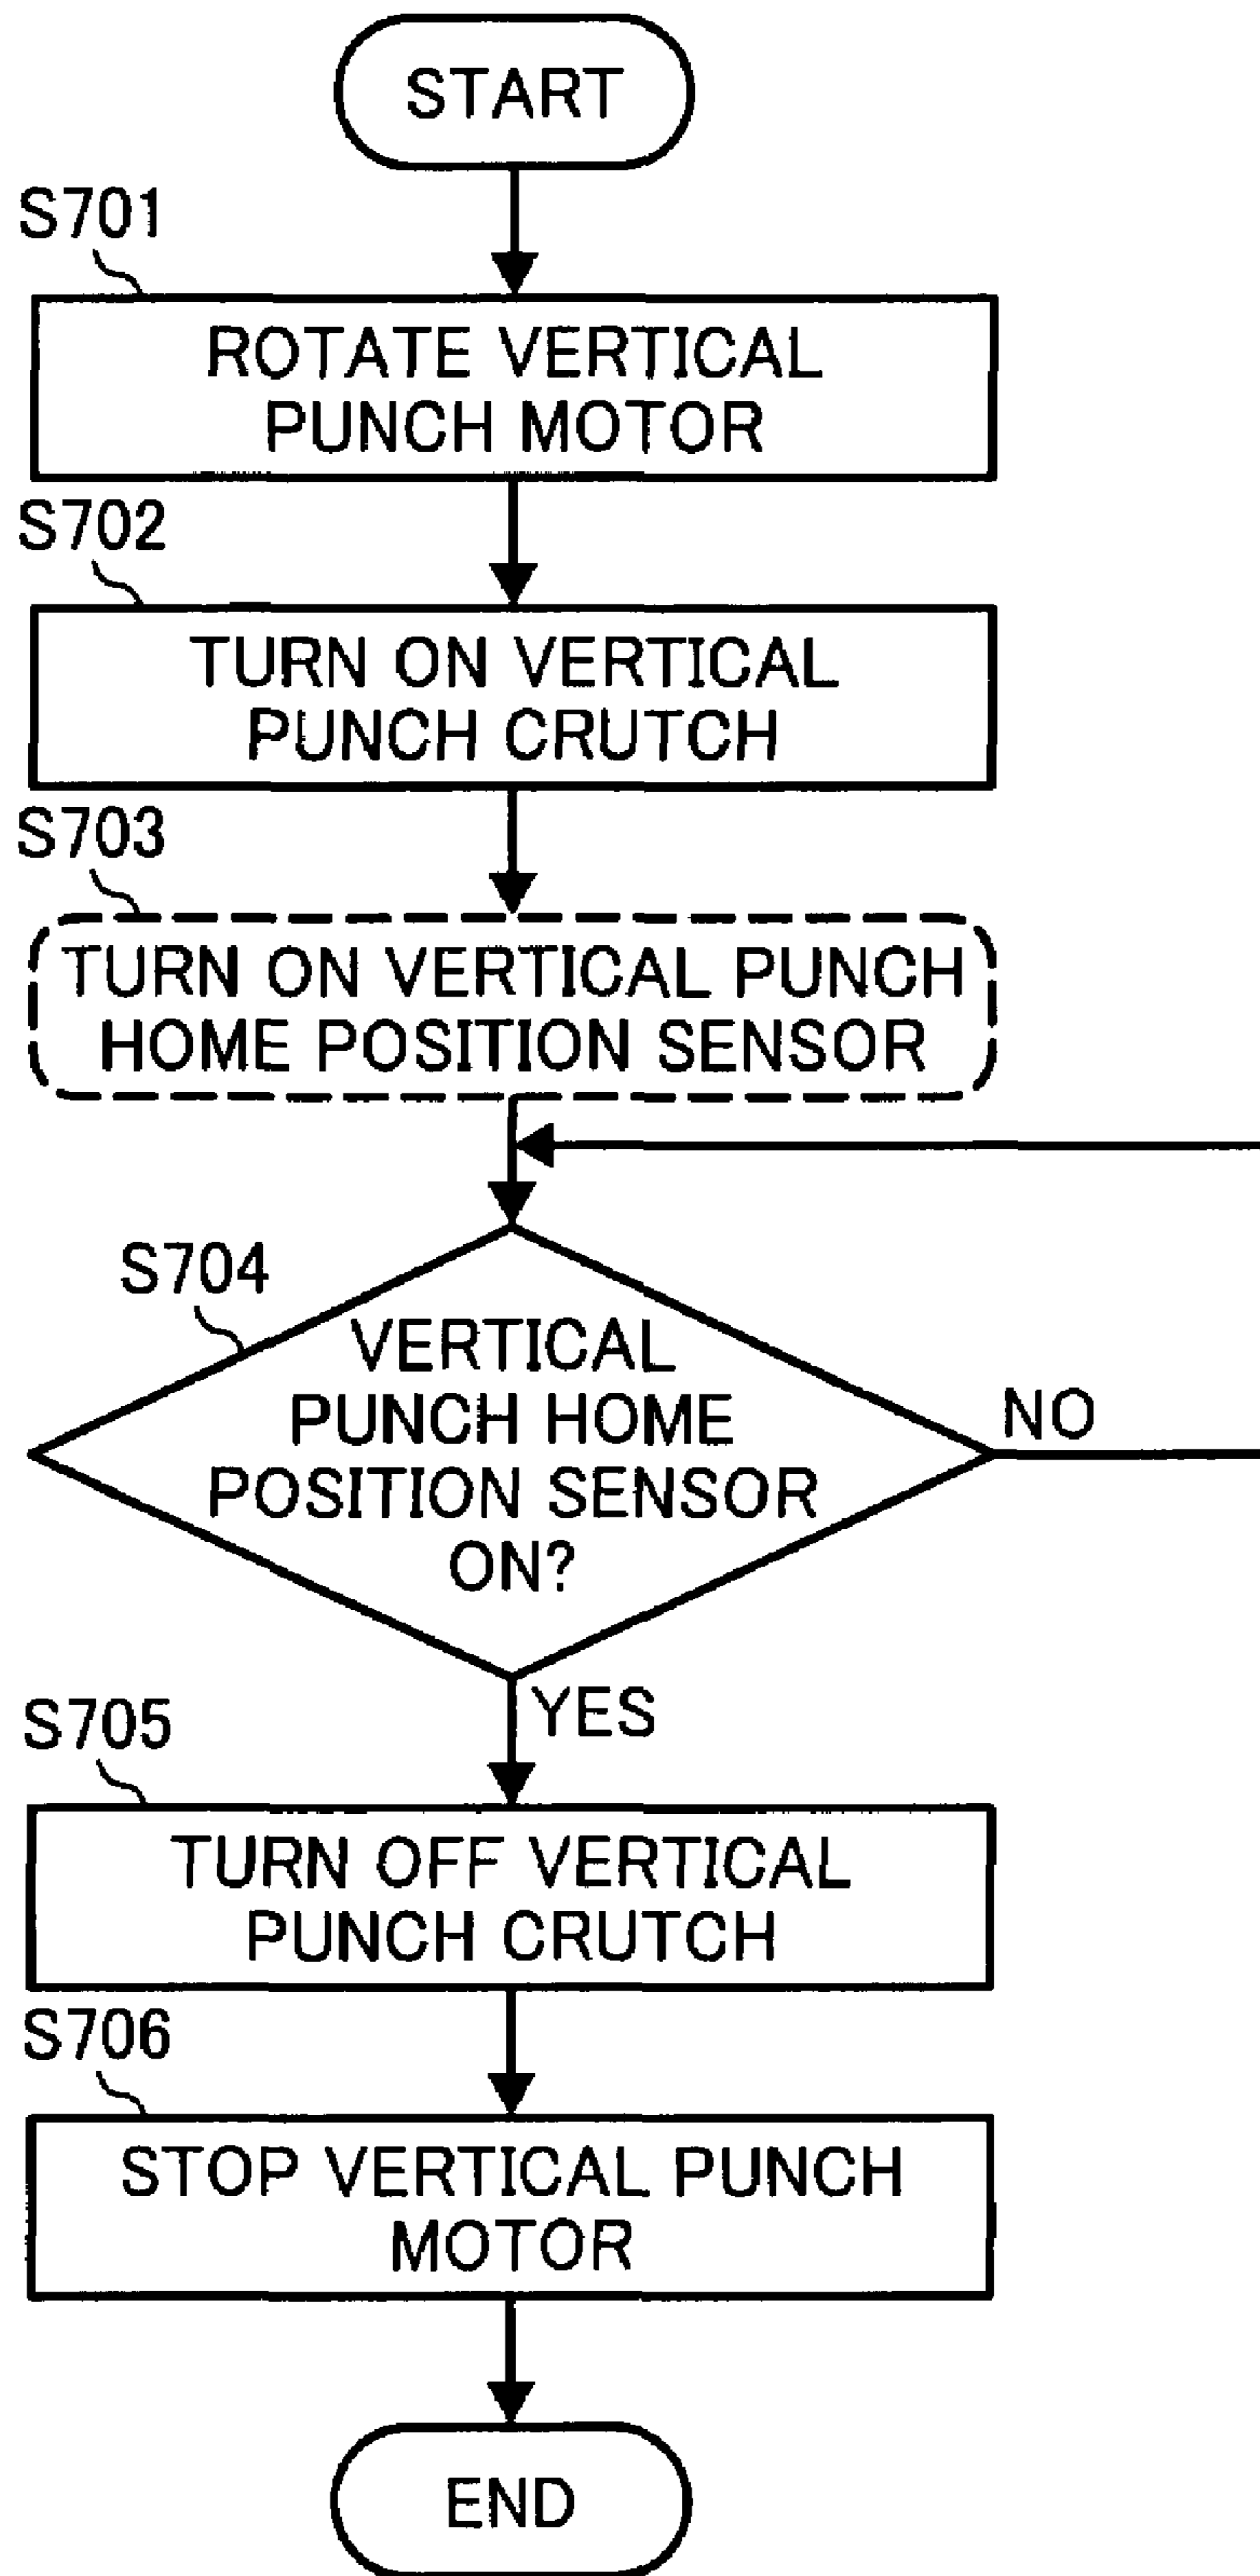 START
S701
ROTATE VERTICAL
PUNCH MOTOR
S702
TURN ON VERTICAL
PUNCH CRUTCH
S703
TURN ON VERTICAL PUNCH
HOME POSITION SENSOR
S704
VERTICAL
PUNCH HOME
POSITION SENSOR
ON?
NO
YES
S705
TURN OFF VERTICAL
PUNCH CRUTCH
S706
STOP VERTICAL PUNCH
MOTOR
END